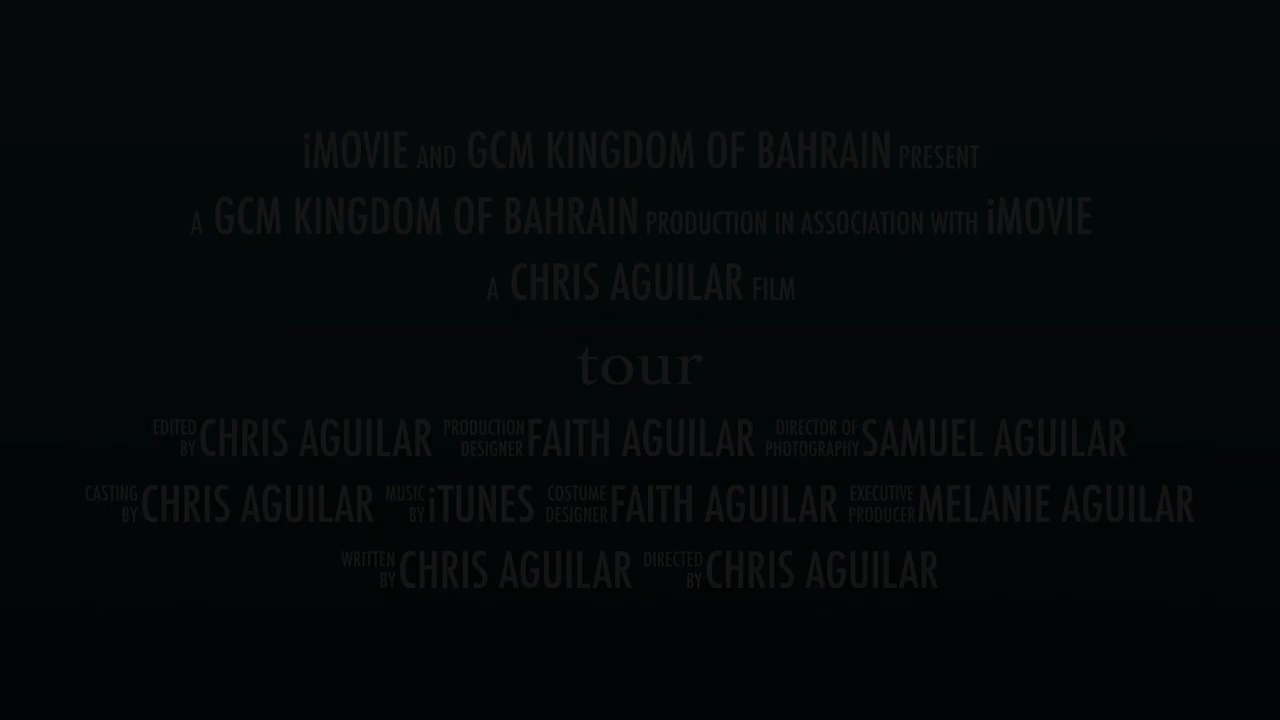 iMOVIE AND GCM KINGDOM OF BAHRAIN PRESENT
A GCM KINGDOM OF BAHRAIN PRODUCTION IN ASSOCIATION WITH iMOVIE
A CHRIS AGUILAR FILM
tour
EDITED BY CHRIS AGUILAR PRODUCTION DESIGNER FAITH AGUILAR DIRECTOR OF PHOTOGRAPHY SAMUEL AGUILAR
CASTING BY CHRIS AGUILAR MUSIC BY iTUNES COSTUME DESIGNER FAITH AGUILAR EXECUTIVE PRODUCER MELANIE AGUILAR
WRITTEN BY CHRIS AGUILAR DIRECTED BY CHRIS AGUILAR